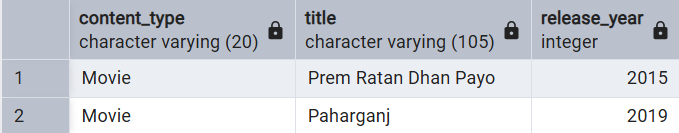 content_type title release_year
character varying (20) character varying (105) integer
1 Movie Prem Ratan Dhan Payo 2015
2 Movie Paharganj 2019